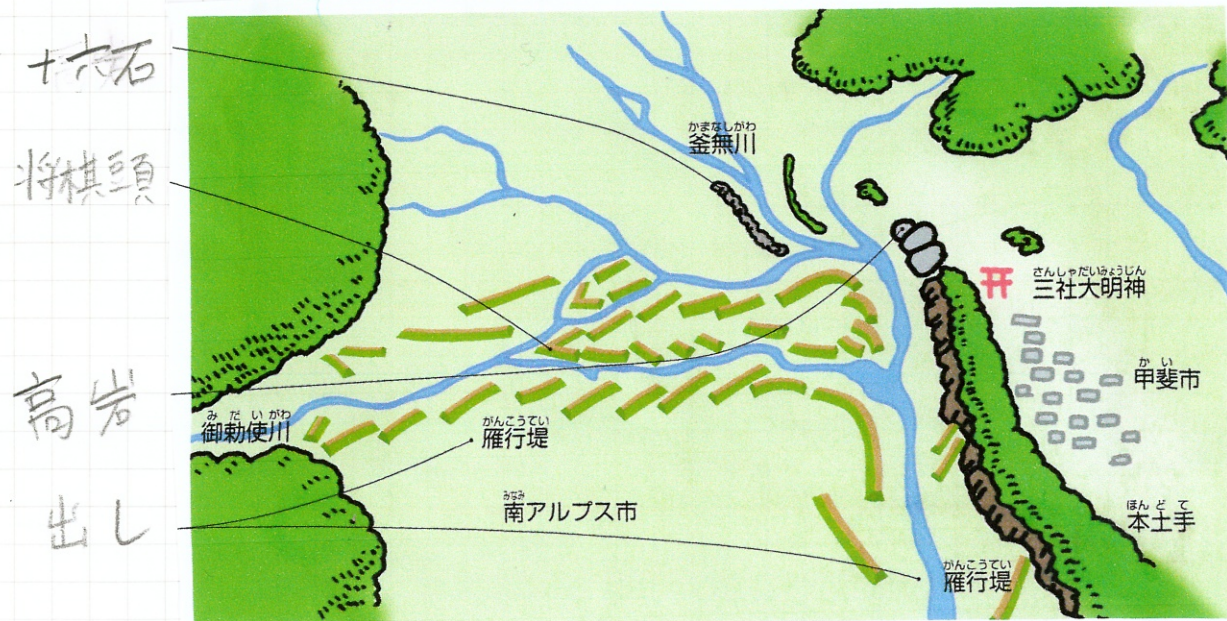 十六石
将棋頭
高岩
出し
かまなしがわ
釜無川
さんしゃだいみょうじん
三社大明神
かい
甲斐市
みだいがわ
御勅使川
がんこうてい
雁行堤
みなみ
南アルプス市
ほんどて
本土手
がんこうてい
雁行堤